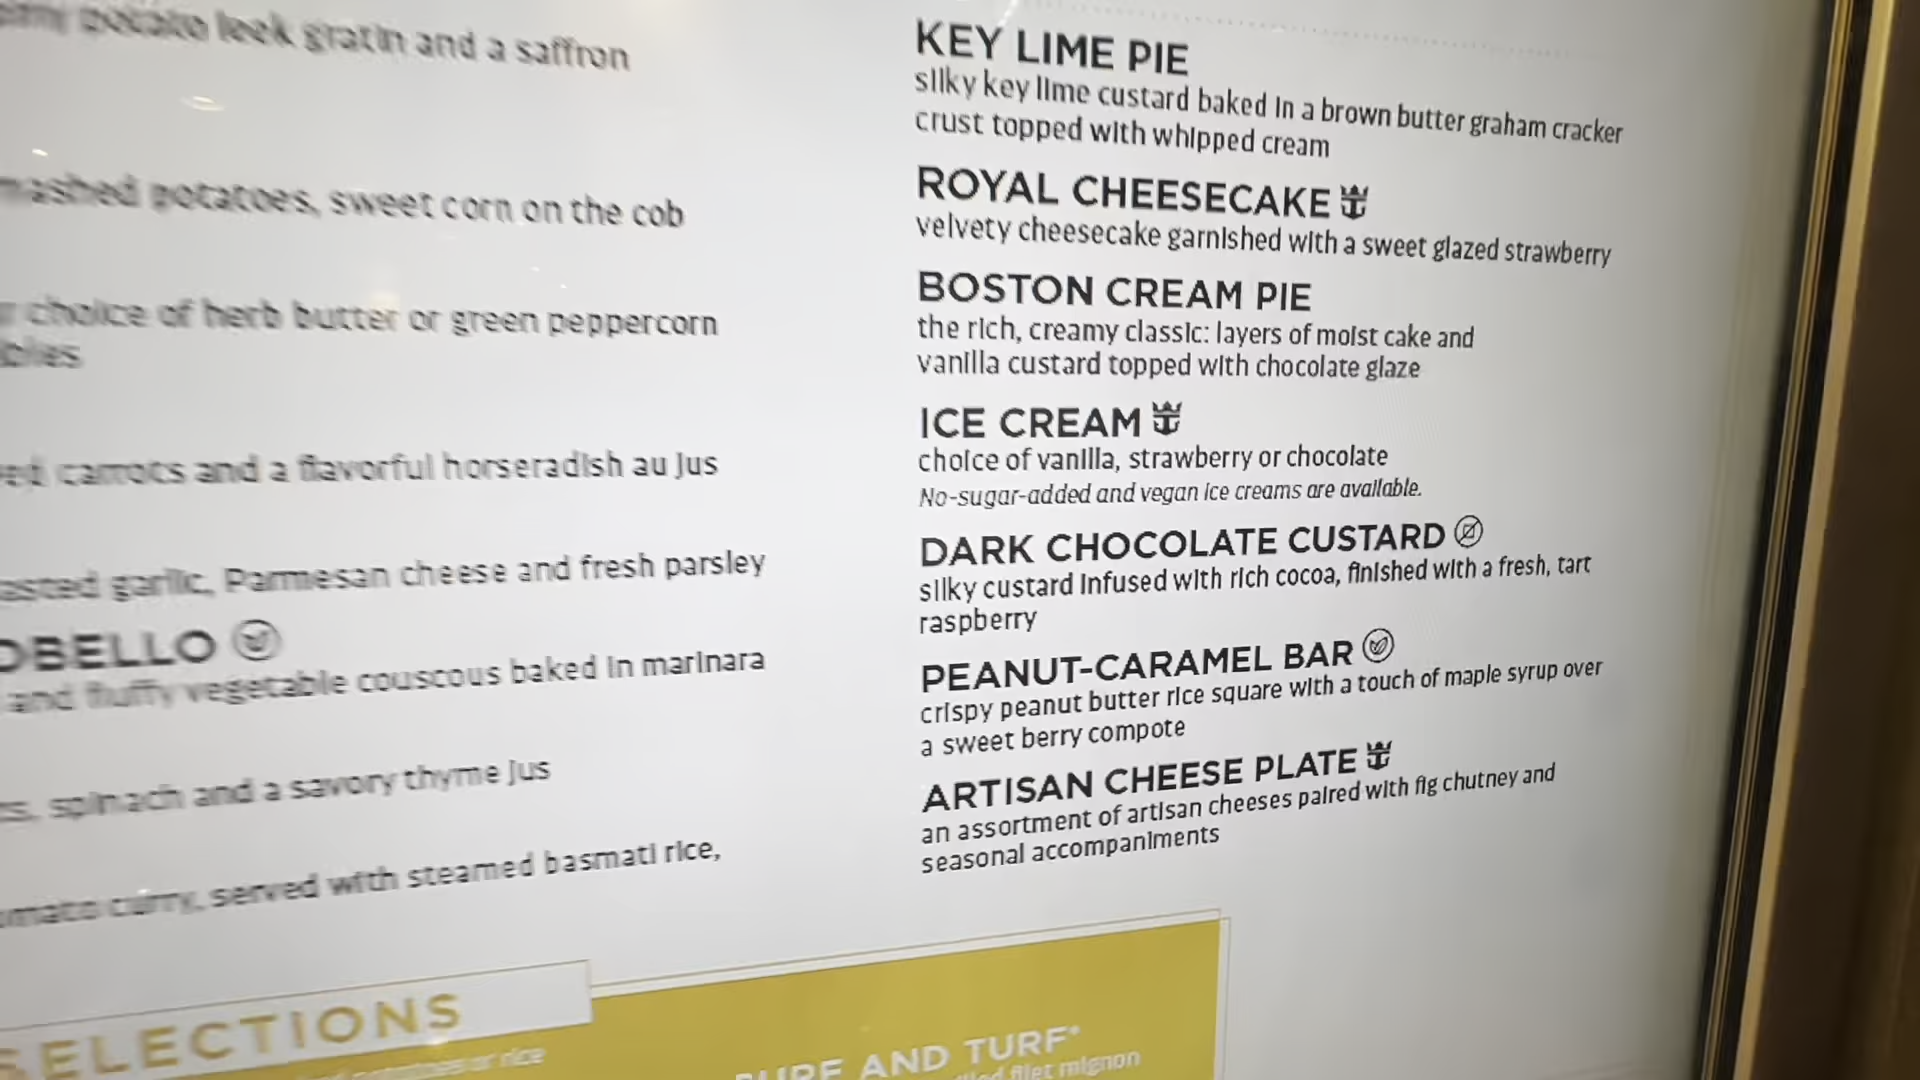 potato leek gratin and a saffron
mashed potatoes, sweet corn on the cob
choice of herb butter or green peppercorn
carrots and a flavorful horseradish au jus
garlic, Parmesan cheese and fresh parsley
OBELLO
and fluffy vegetable couscous baked in marinara
spinach and a savory thyme jus
curry, served with steamed basmati rice,
SELECTIONS
or rice
KEY LIME PIE
silky key lime custard baked in a brown butter graham cracker
crust topped with whipped cream
ROYAL CHEESECAKE
velvety cheesecake garnished with a sweet glazed strawberry
BOSTON CREAM PIE
the rich, creamy classic: layers of moist cake and
vanilla custard topped with chocolate glaze
ICE CREAM
choice of vanilla, strawberry or chocolate
No-sugar-added and vegan ice creams are available.
DARK CHOCOLATE CUSTARD
silky custard infused with rich cocoa, finished with a fresh, tart
raspberry
PEANUT-CARAMEL BAR
crispy peanut butter rice square with a touch of maple syrup over
a sweet berry compote
ARTISAN CHEESE PLATE
an assortment of artisan cheeses paired with fig chutney and
seasonal accompaniments
AND TURF*
filet mignon